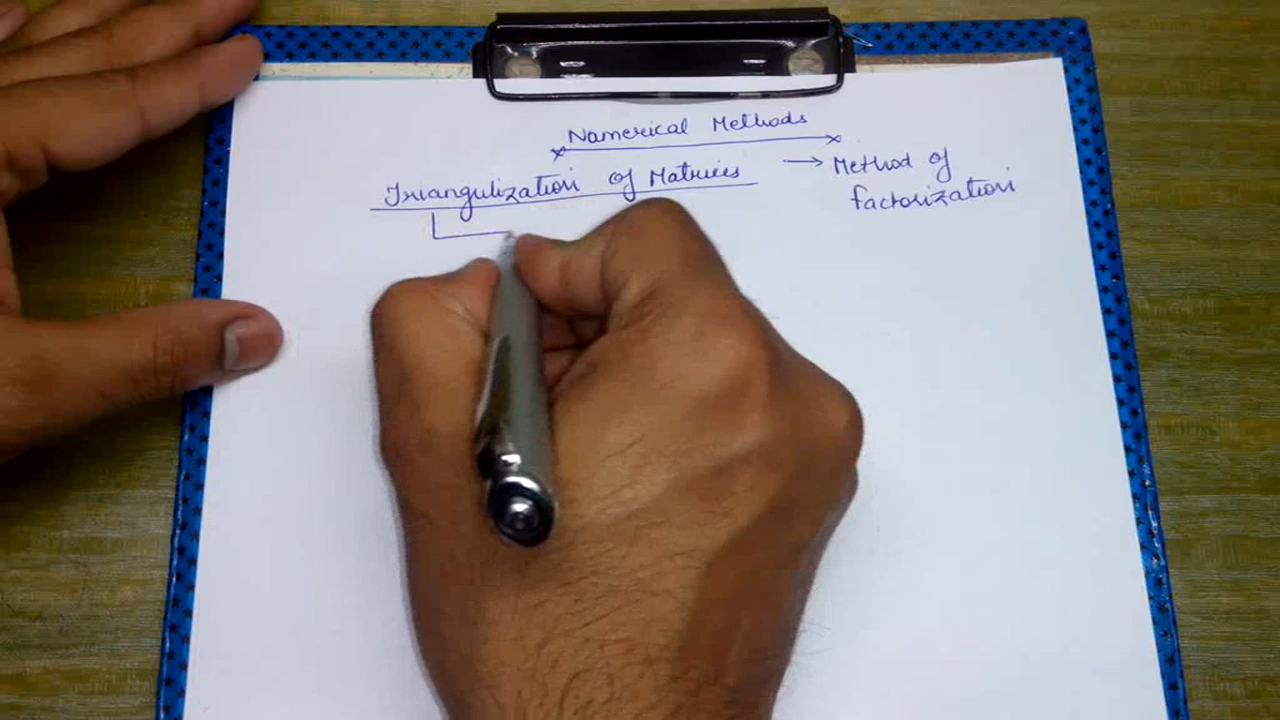 Numerical Methods
Triangulization of Matrices → Method of
factorization